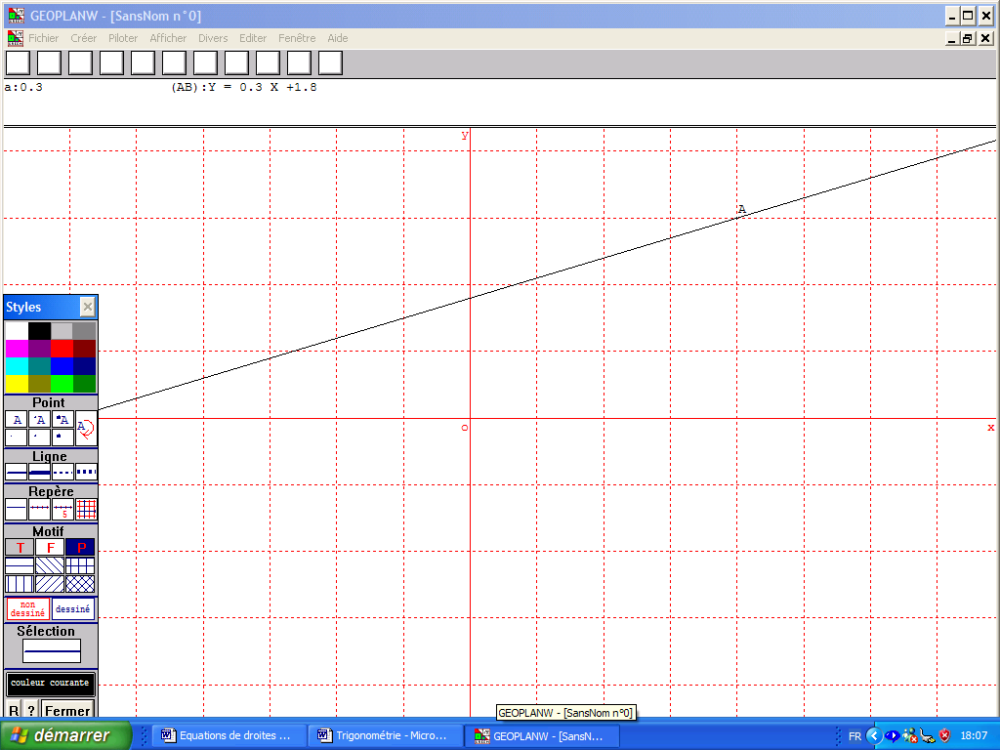 GEOPLANW - [SansNom n°0]
Fichier Créer Piloter Afficher Divers Editer Fenêtre Aide
a:0.3 (AB):Y = 0.3 X +1.8
y
A
o
x
Styles
Point
A A A A
Ligne
Repère
5
Motif
T F P
non dessiné dessiné
Sélection
couleur courante
R ? Fermer
GEOPLANW - [SansNom n°0]
démarrer Equations de droites ... Trigonométrie - Micro... GEOPLANW - [SansN... FR 18:07